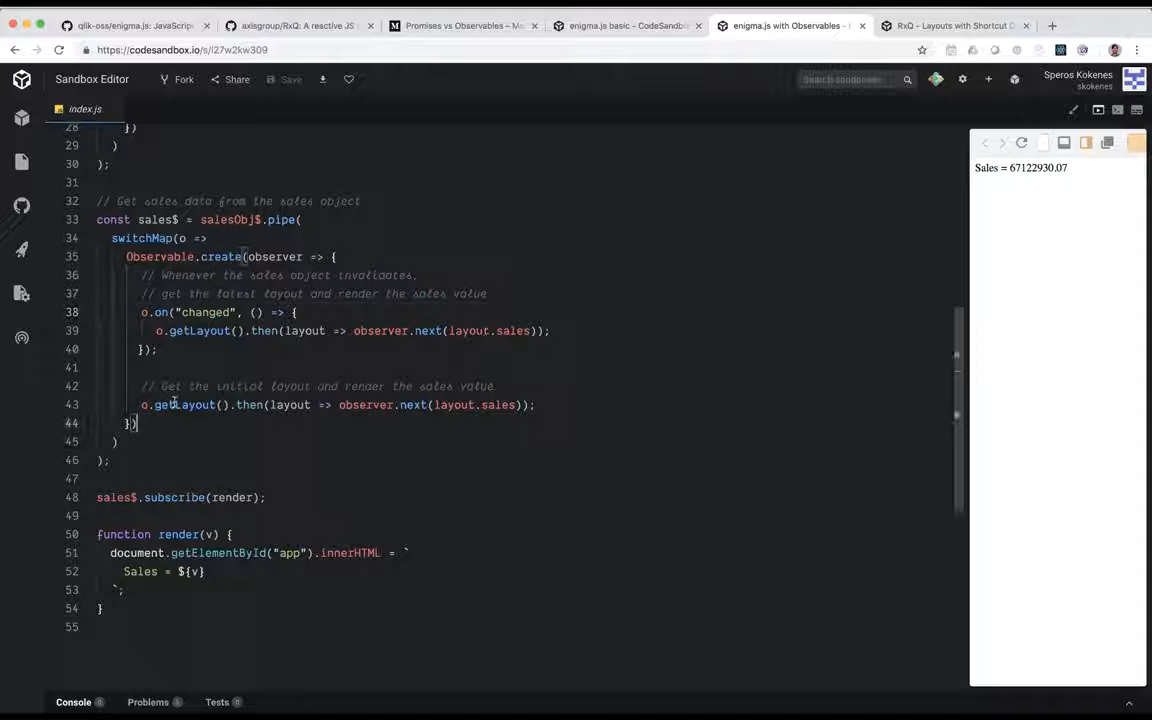 qlik-oss/enigma.js: JavaScrip
axisgroup/RxQ: A reactive JS
Promises vs Observables – Me
enigma.js basic - CodeSandbo
enigma.js with Observables -
RxQ - Layouts with Shortcut O
https://codesandbox.io/s/l27w2kw309
Sandbox Editor
Fork
Share
Save
Search sandboxes
Speros Kokenes
skokenes
index.js
28 })
29 )
30 );
31
32 // Get sales data from the sales object
33 const sales$ = salesObj$.pipe(
34 switchMap(o =>
35 Observable.create(observer => {
36 // Whenever the sales object invalidates,
37 // get the latest layout and render the sales value
38 o.on("changed", () => {
39 o.getLayout().then(layout => observer.next(layout.sales));
40 });
41
42 // Get the initial layout and render the sales value
43 o.getLayout().then(layout => observer.next(layout.sales));
44 })
45 )
46 );
47
48 sales$.subscribe(render);
49
50 function render(v) {
51 document.getElementById("app").innerHTML = `
52 Sales = ${v}
53 `;
54 }
55
Sales = 67122930.07
Console 0
Problems
Tests 0